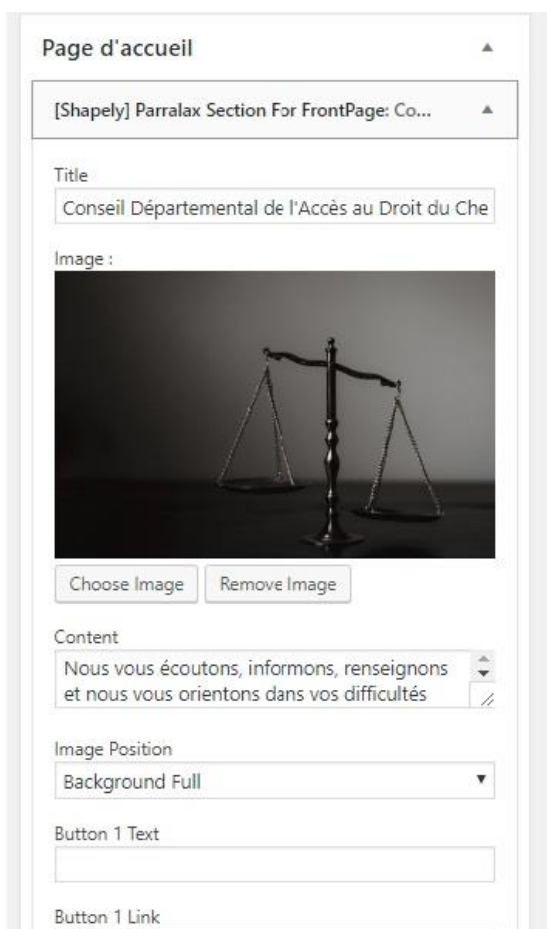 Page d'accueil
[Shapely] Parralax Section For FrontPage: Co...
Title
Conseil Départemental de l'Accès au Droit du Che
Image :
Choose Image
Remove Image
Content
Nous vous écoutons, informons, renseignons
et nous vous orientons dans vos difficultés
Image Position
Background Full
Button 1 Text
Button 1 Link